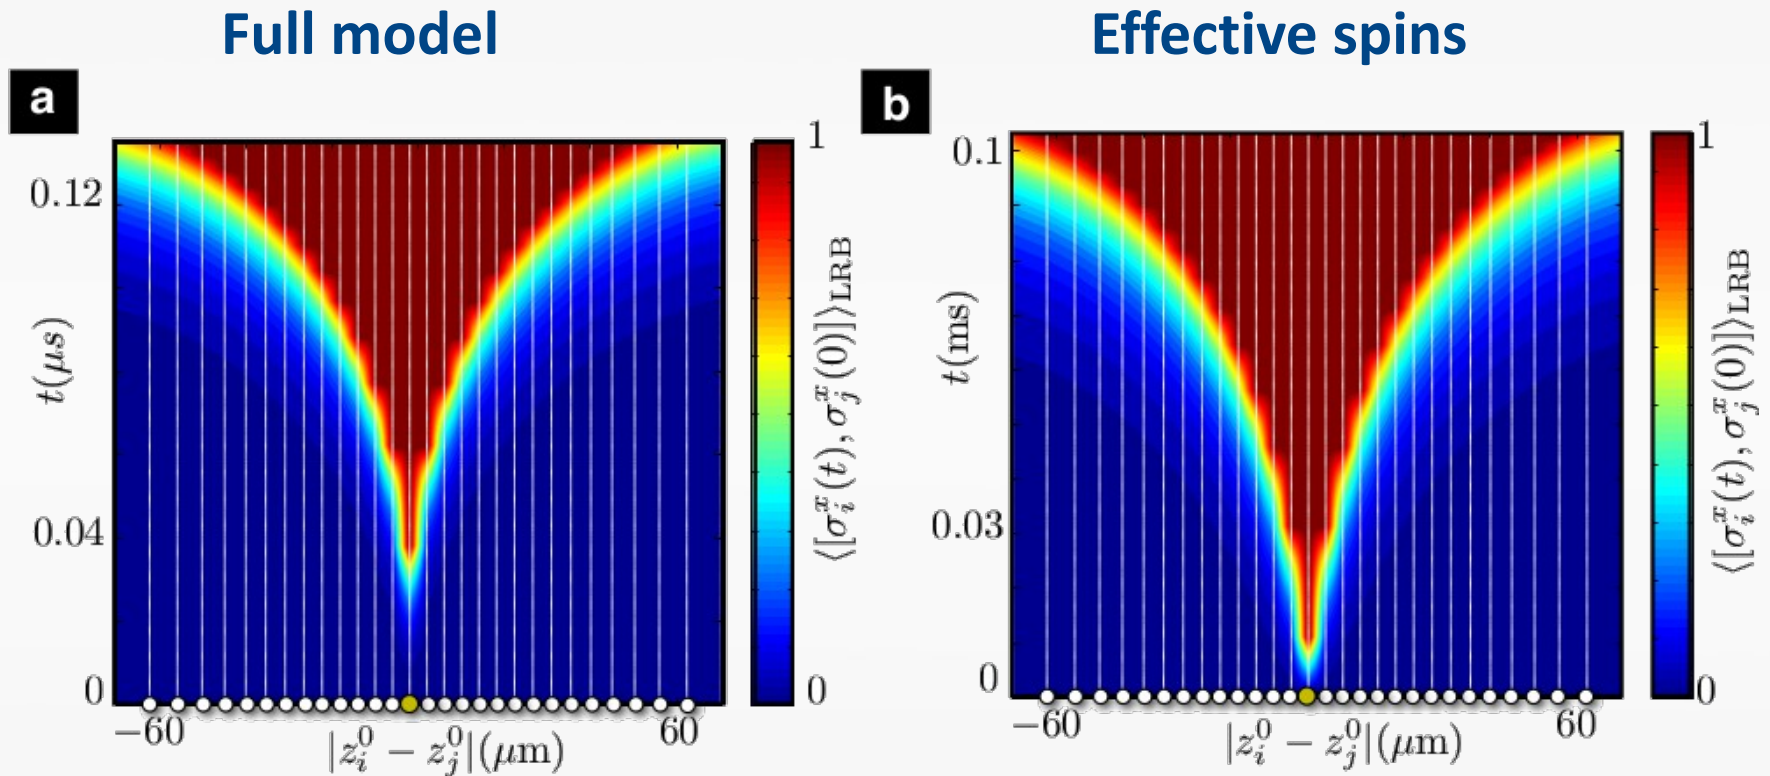 Full model
Effective spins
a
b
1
0.12
0.04
0
t(μs)
−60
60
|z_i^0 − z_j^0|(μm)
0
⟨[σ_i^x(t), σ_j^x(0)]⟩_LRB
1
0.1
0.03
0
t(ms)
−60
60
|z_i^0 − z_j^0|(μm)
0
⟨[σ_i^x(t), σ_j^x(0)]⟩_LRB